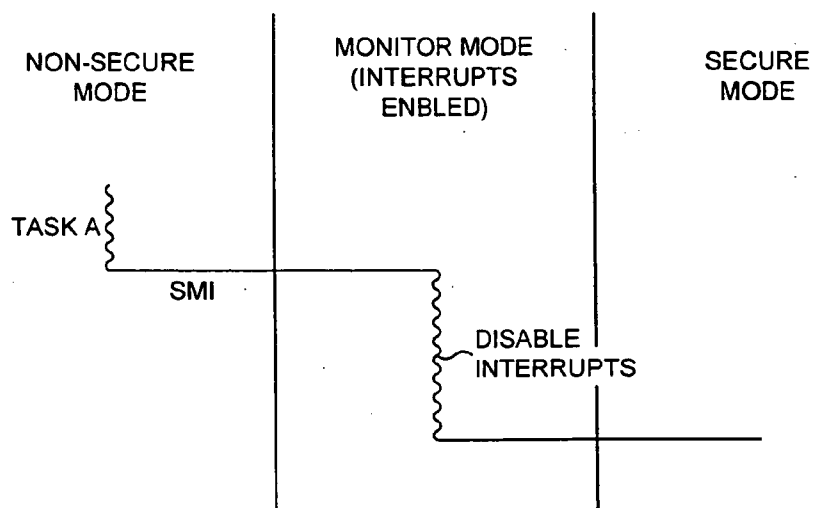 NON-SECURE
MODE
MONITOR MODE
(INTERRUPTS
ENBLED)
SECURE
MODE
TASK A
SMI
DISABLE
INTERRUPTS